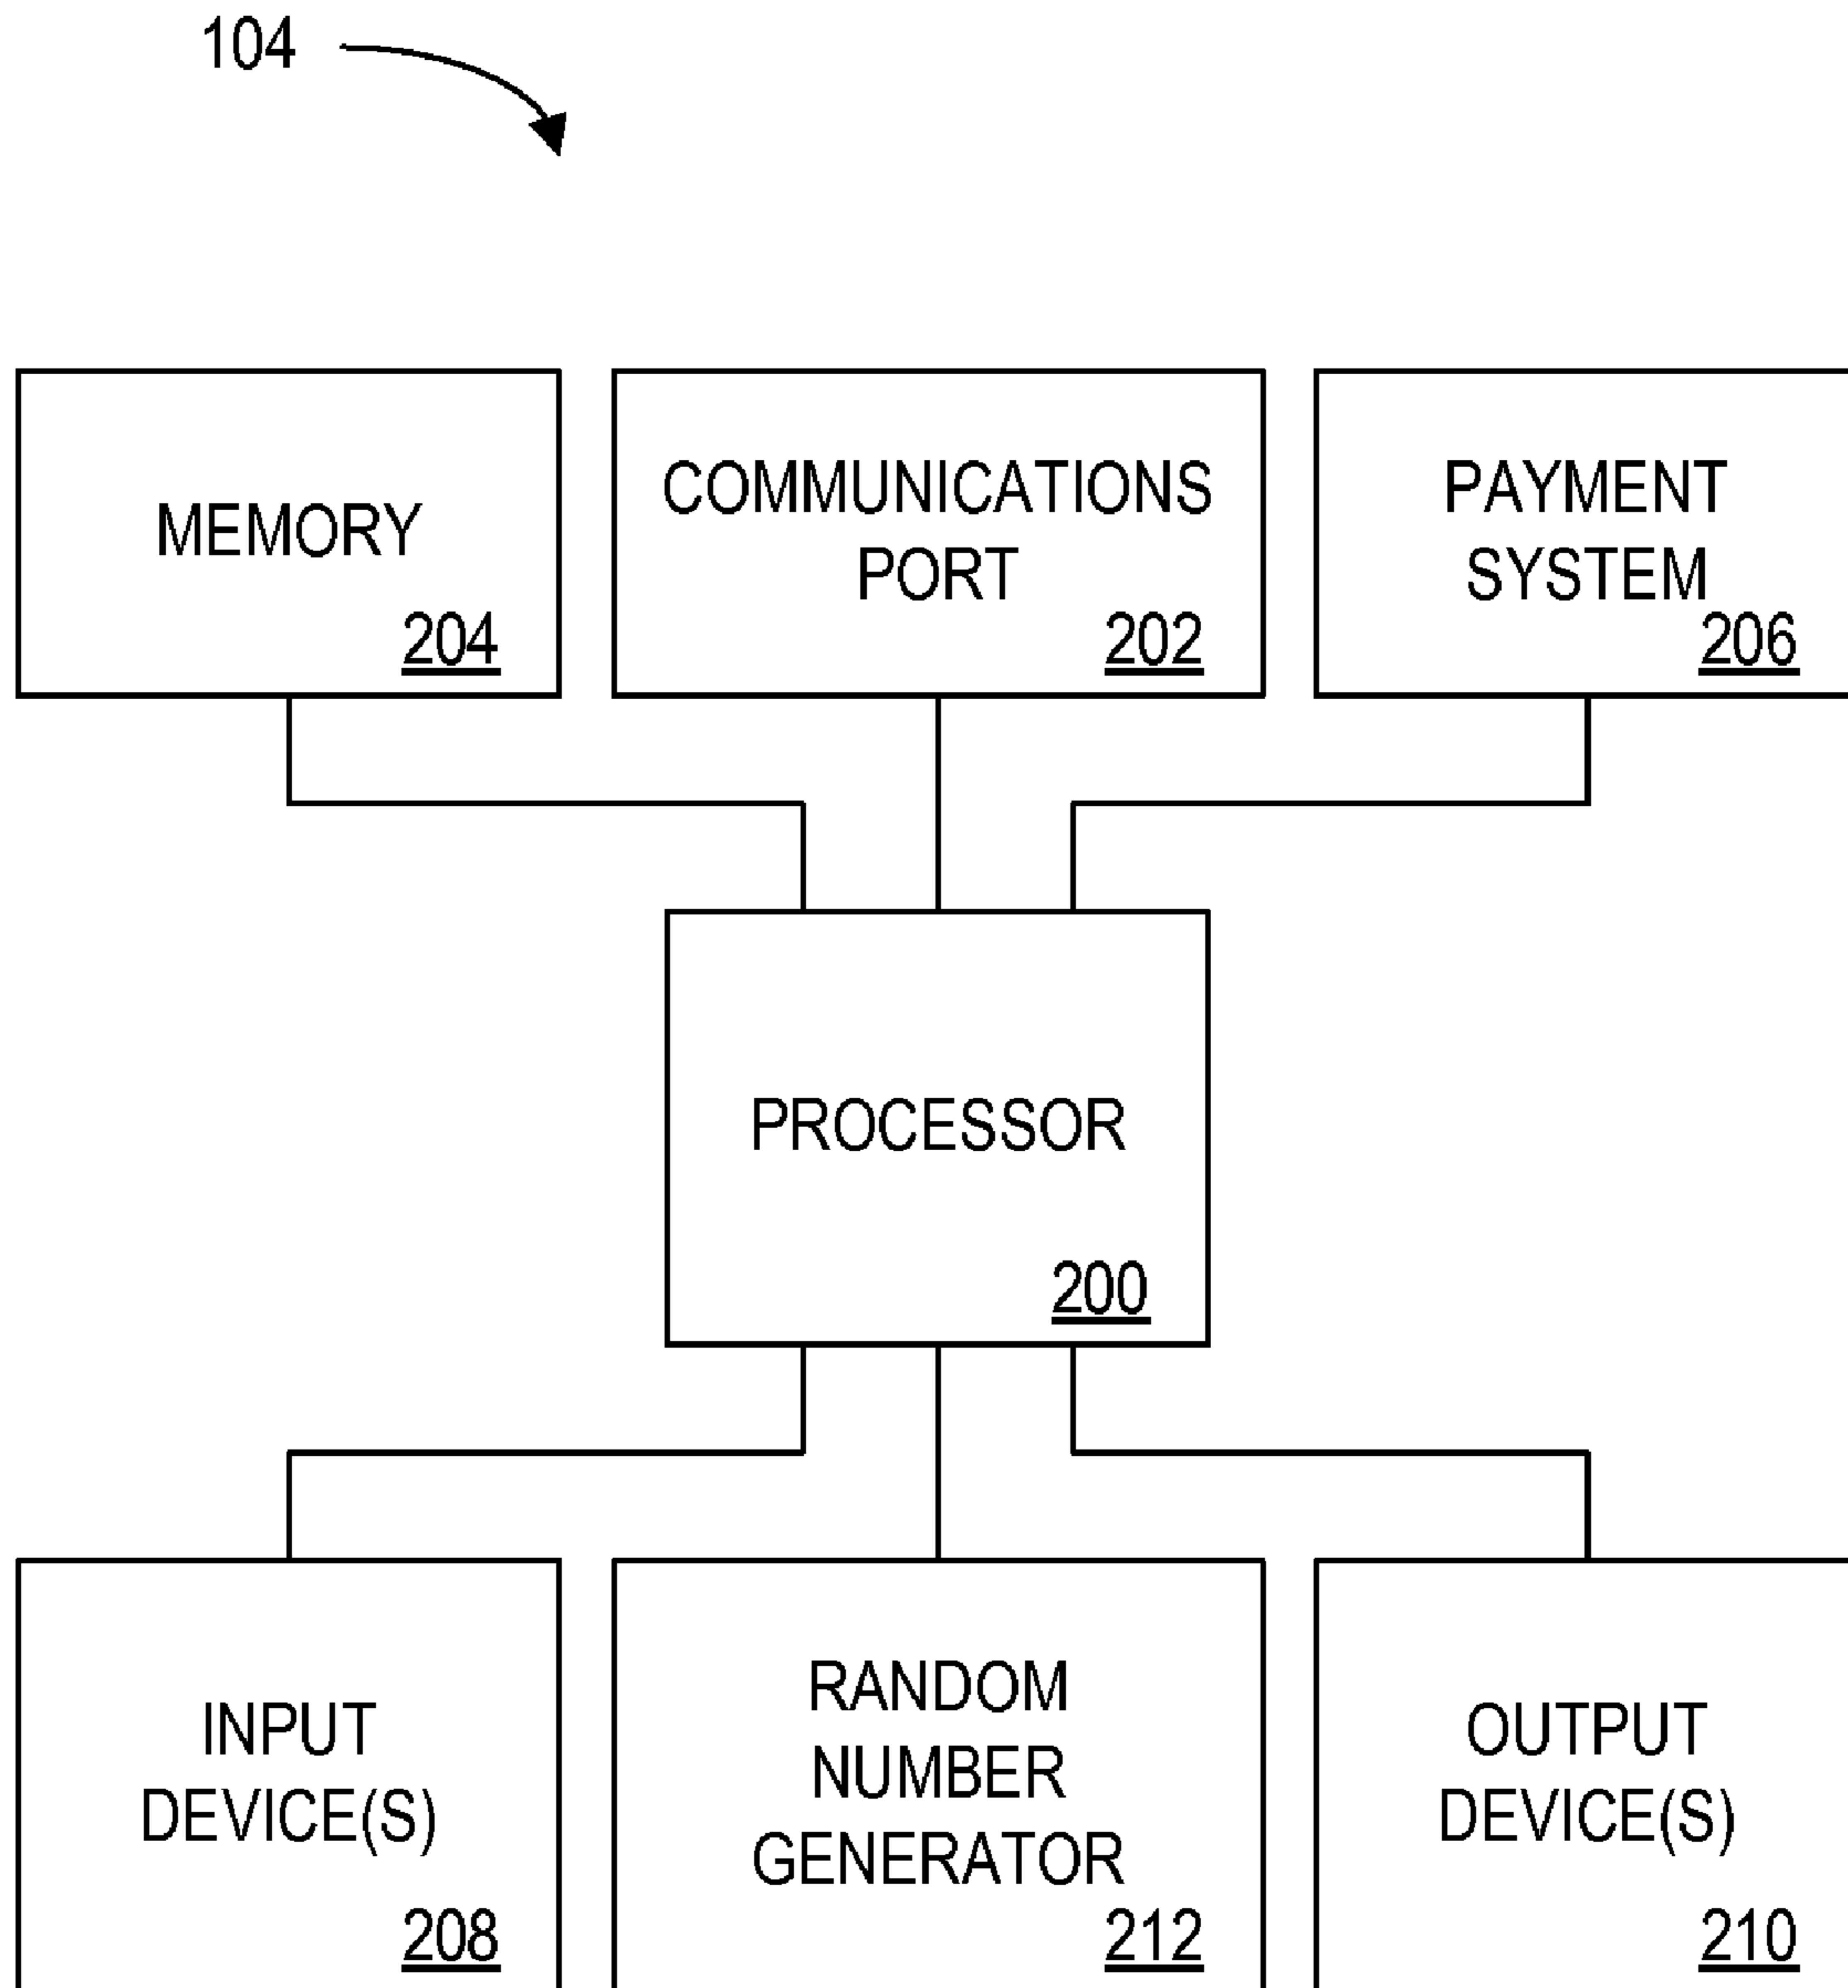 104
MEMORY
204
COMMUNICATIONS
PORT
202
PAYMENT
SYSTEM
206
PROCESSOR
200
INPUT
DEVICE(S)
208
RANDOM
NUMBER
GENERATOR
212
OUTPUT
DEVICE(S)
210